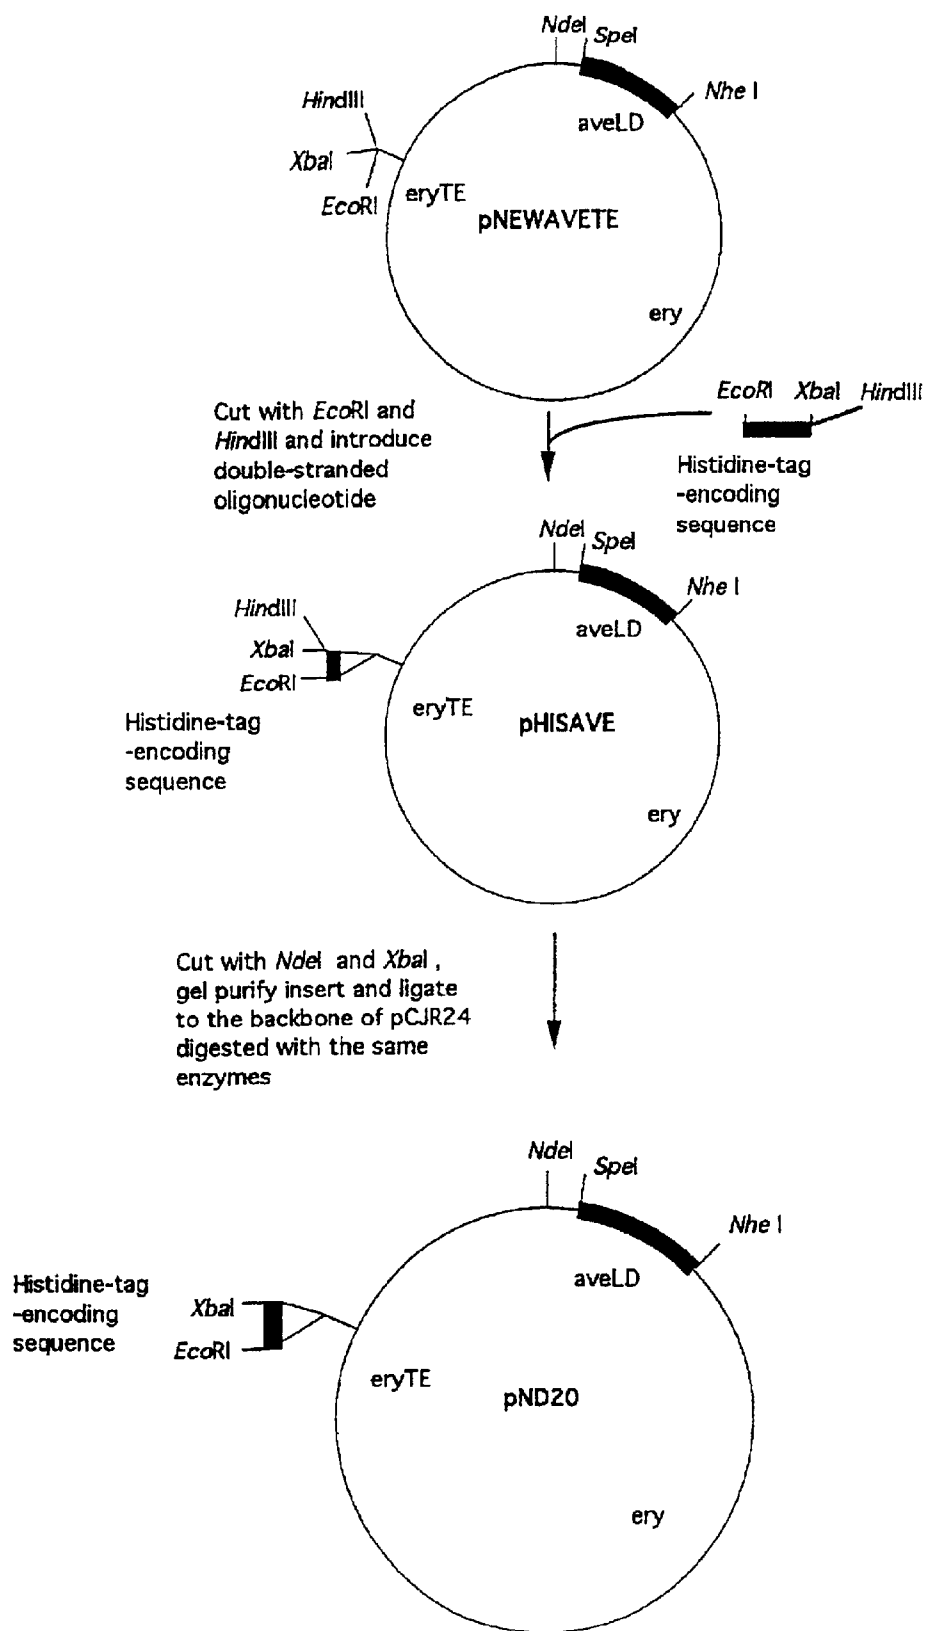 NdeI
SpeI
NheI
HindIII
XbaI
EcoRI
aveLD
eryTE
pNEWAVETE
ery
Cut with EcoRI and
HindIII and introduce
double-stranded
oligonucleotide
EcoRI XbaI HindIII
Histidine-tag
-encoding
sequence
NdeI
SpeI
NheI
HindIII
XbaI
EcoRI
aveLD
eryTE
pHISAVE
Histidine-tag
-encoding
sequence
ery
Cut with NdeI and XbaI,
gel purify insert and ligate
to the backbone of pCJR24
digested with the same
enzymes
NdeI
SpeI
NheI
aveLD
Histidine-tag
-encoding
sequence
XbaI
EcoRI
eryTE
pND20
ery